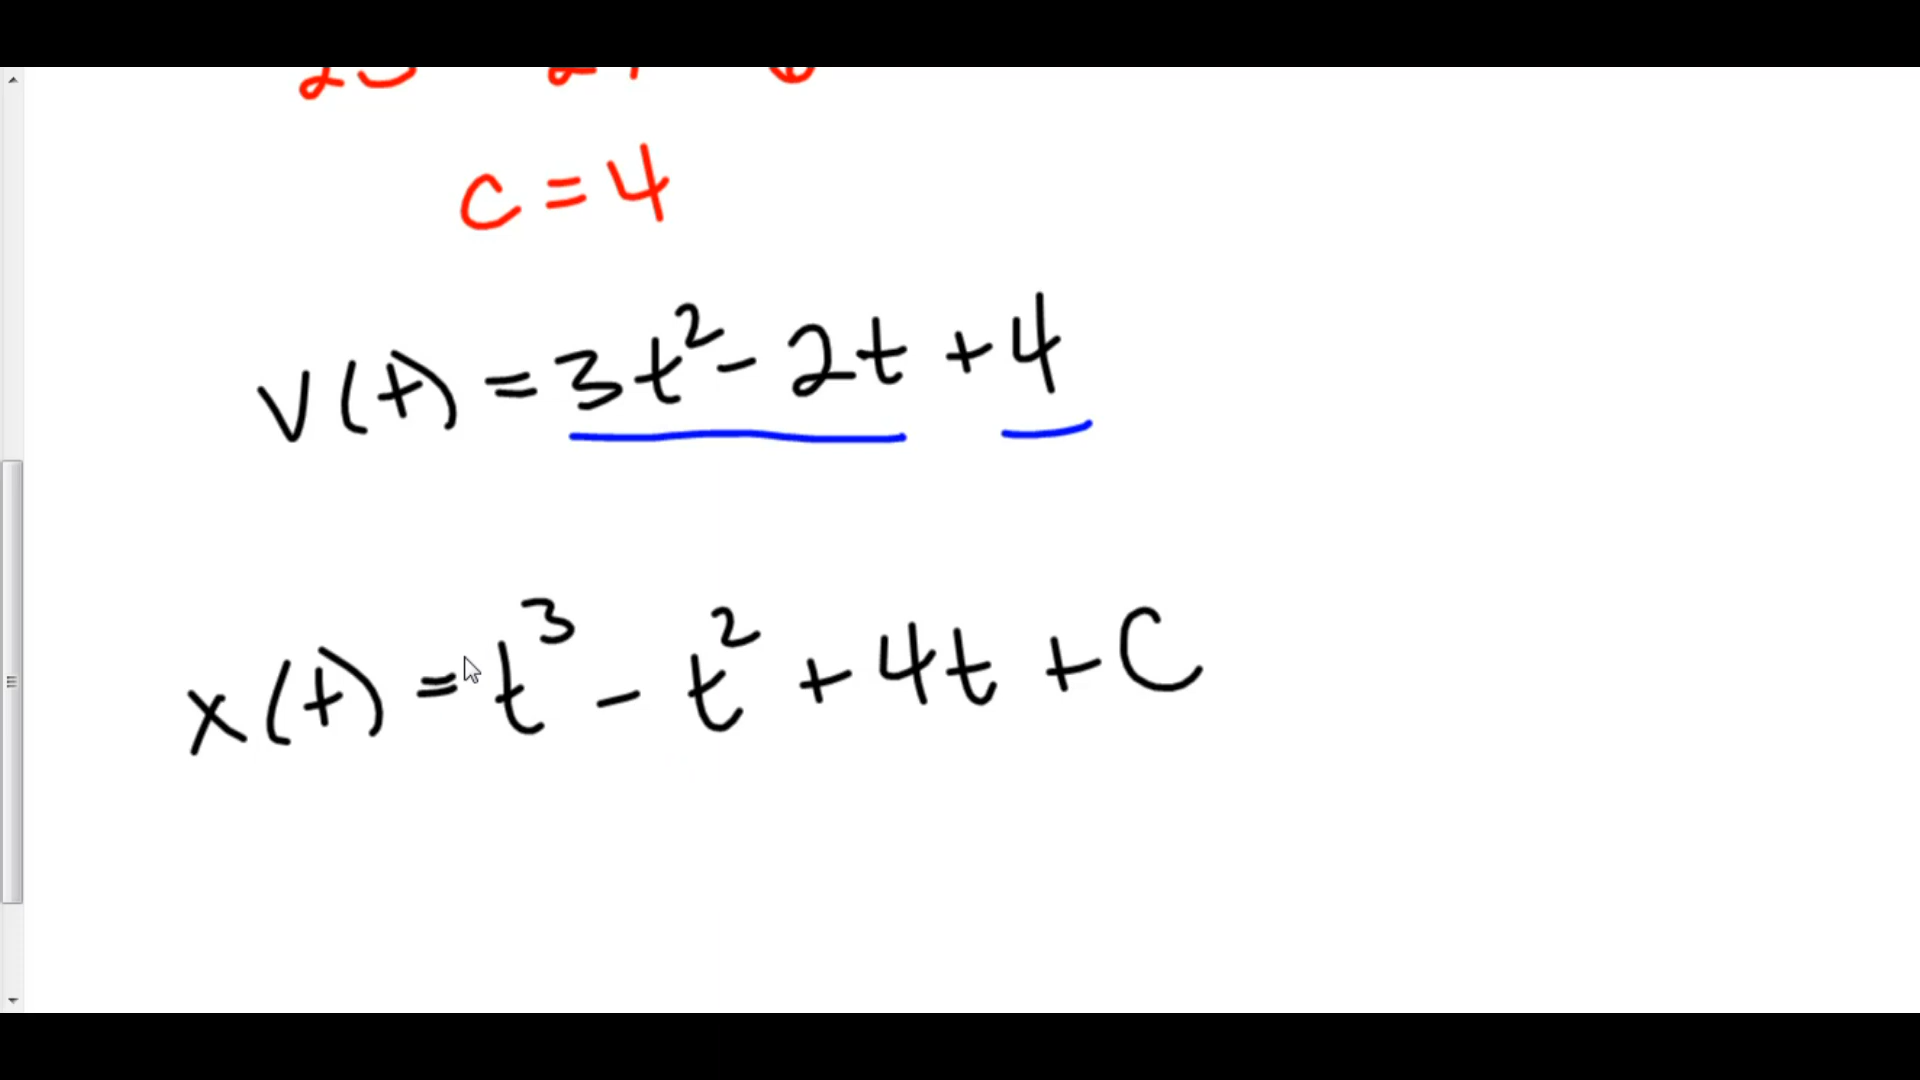 c = 4
v(t) = 3t² - 2t + 4
x(t) = t³ - t² + 4t + C